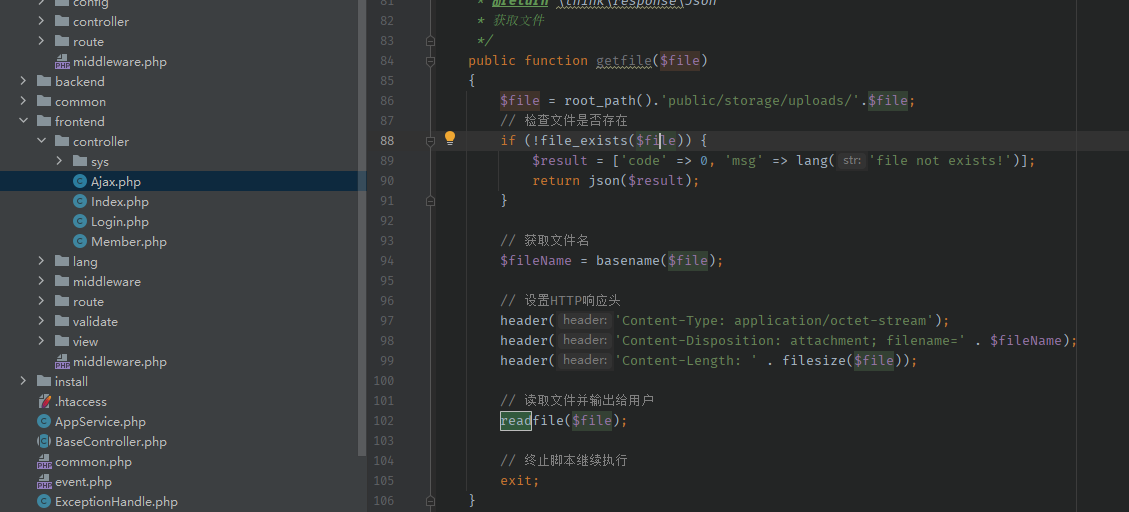 config
controller
route
middleware.php
backend
common
frontend
controller
sys
Ajax.php
Index.php
Login.php
Member.php
lang
middleware
route
validate
view
middleware.php
install
.htaccess
AppService.php
BaseController.php
common.php
event.php
ExceptionHandle.php
81 * @return \think\response\Json
82 * 获取文件
83 */
84 public function getfile($file)
85 {
86 $file = root_path().'public/storage/uploads/'.$file;
87 // 检查文件是否存在
88 if (!file_exists($file)) {
89 $result = ['code' => 0, 'msg' => lang( str: 'file not exists!')];
90 return json($result);
91 }
92
93 // 获取文件名
94 $fileName = basename($file);
95
96 // 设置HTTP响应头
97 header( header: 'Content-Type: application/octet-stream');
98 header( header: 'Content-Disposition: attachment; filename=' . $fileName);
99 header( header: 'Content-Length: ' . filesize($file));
100
101 // 读取文件并输出给用户
102 readfile($file);
103
104 // 终止脚本继续执行
105 exit;
106 }